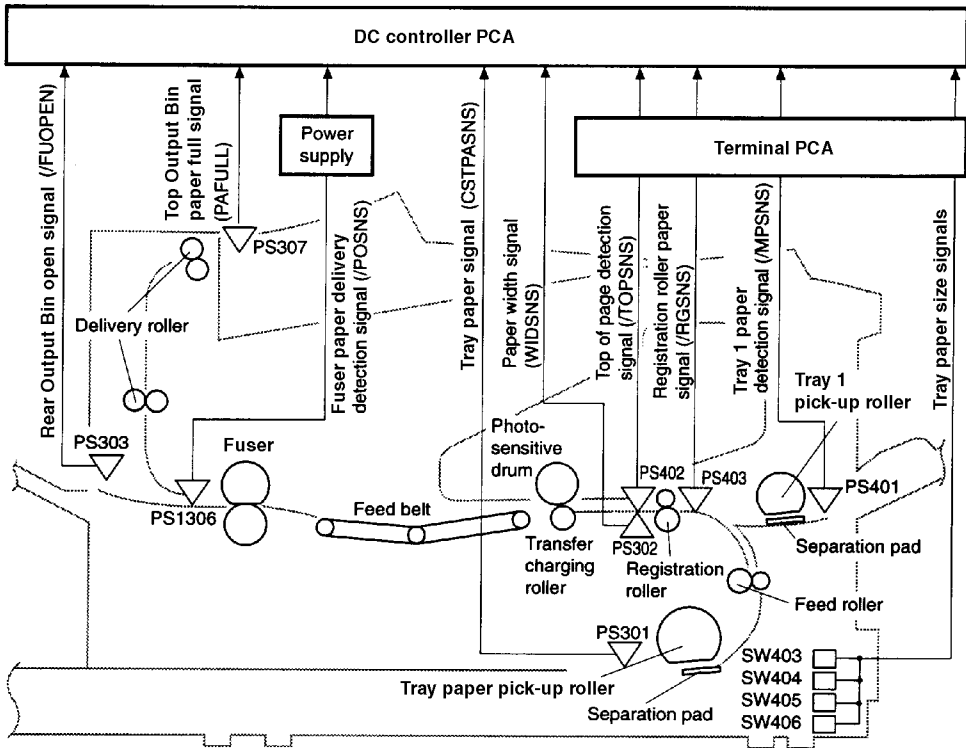 DC controller PCA
Rear Output Bin open signal (/FUOPEN)
Top Output Bin
paper full signal
(PAFULL)
Power
supply
Fuser paper delivery
detection signal (/POSNS)
Tray paper signal (CSTPASNS)
Paper width signal
(WIDSNS)
Top of page detection
signal (/TOPSNS)
Registration roller paper
signal (/RGSNS)
Terminal PCA
Tray 1 paper
detection signal (/MPSNS)
Tray paper size signals
PS307
Delivery roller
Tray 1
pick-up roller
PS303
Fuser
Photo-
sensitive
drum
PS402
PS403
PS401
PS1306
Feed belt
PS302
Separation pad
Transfer
charging
roller
Registration
roller
Feed roller
PS301
Tray paper pick-up roller
Separation pad
SW403
SW404
SW405
SW406